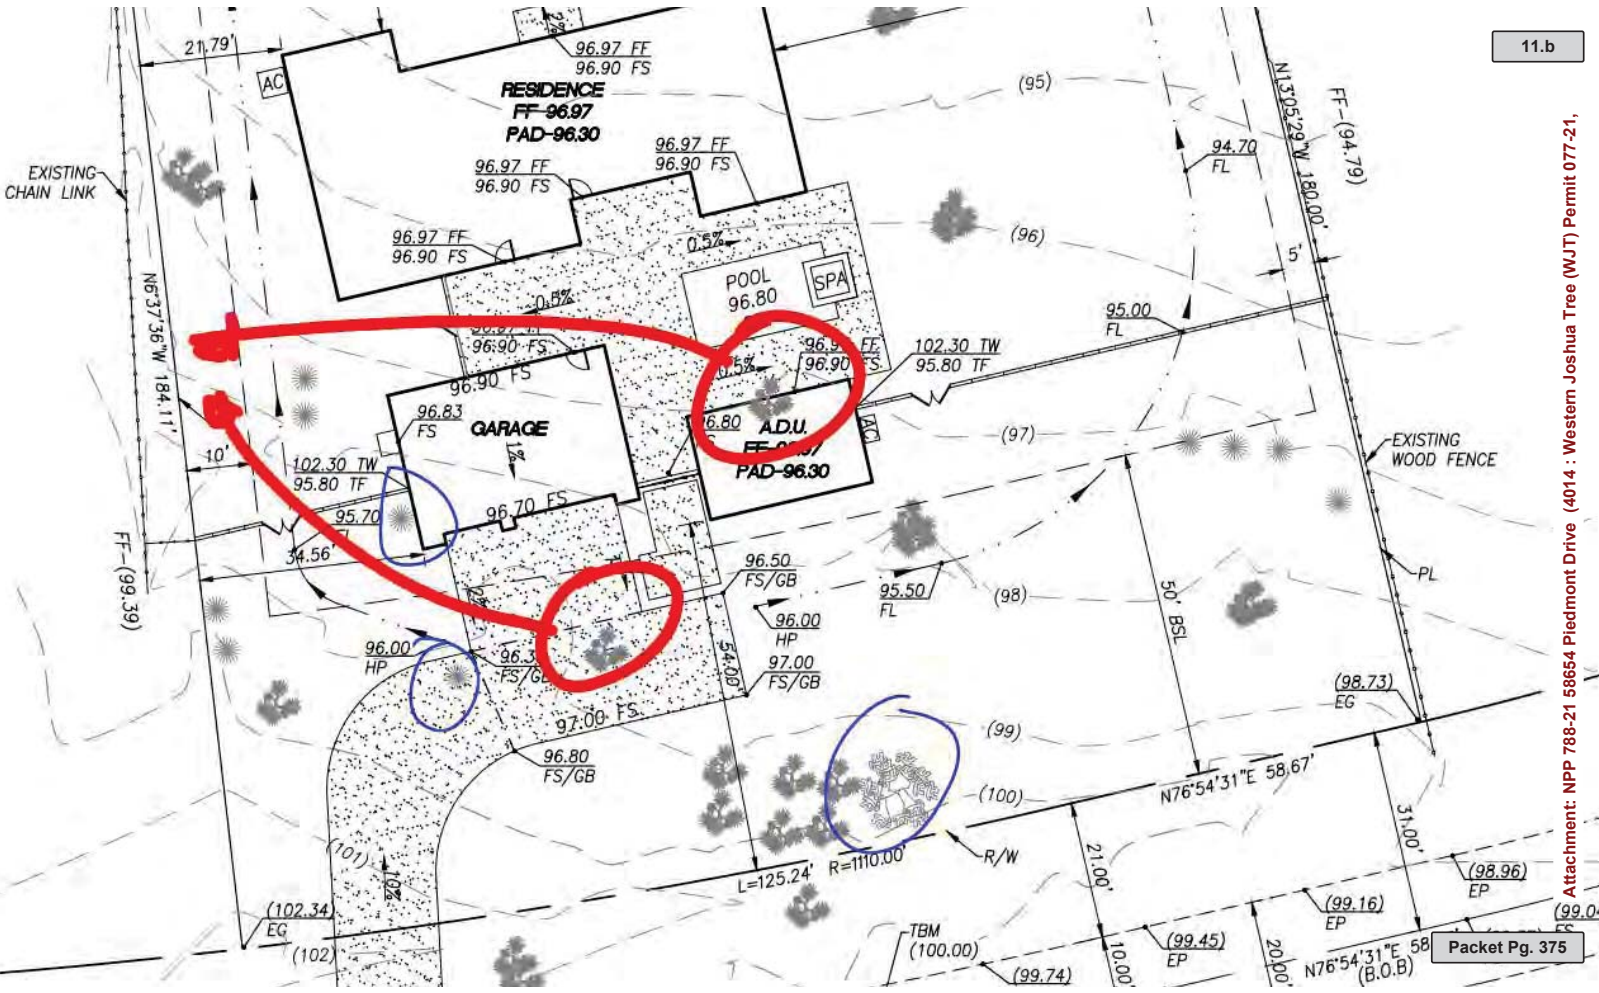 11.b
21.79'
2%
96.97 FF
96.90 FS
AC
RESIDENCE
FF-96.97
PAD-96.30
(95)
N13°05'29"W 180.00'
FF-(94.79)
94.70
FL
96.97 FF
96.90 FS
96.97 FF
96.90 FS
EXISTING
CHAIN LINK
96.97 FF
96.90 FS
0.5%
(96)
5'
POOL
96.80
SPA
N6°37'36"W 184.11'
0.5%
95.00
FL
96.90 FS
FF
96.90 FS
102.30 TW
95.80 TF
0.5%
96.90 FS
96.83
FS
GARAGE
1%
A.D.U.
PAD-96.30
AC
(97)
EXISTING
WOOD FENCE
10'
102.30 TW
95.80 TF
96.70 FS
95.70
FL
34.56'
FF-(99.39)
96.50
FS/GB
95.50
FL
(98)
50' BSL
PL
96.00
HP
96.00
HP
FS/GB
54.00'
97.00
FS/GB
(98.73)
EG
97.00 FS
96.80
FS/GB
(99)
(100)
N76°54'31"E 58.67'
(101)
10%
L=125.24'
R=1110.00'
R/W
21.00'
31.00'
(102.34)
EG
(102)
TBM
(100.00)
(99.74)
10.00'
(99.45)
EP
20.00'
(99.16)
EP
(98.96)
EP
N76°54'31"E 58
(B.O.B)
Packet Pg. 375
Attachment: NPP 788-21 58654 Piedmont Drive (4014 : Western Joshua Tree (WJT) Permit 077-21,